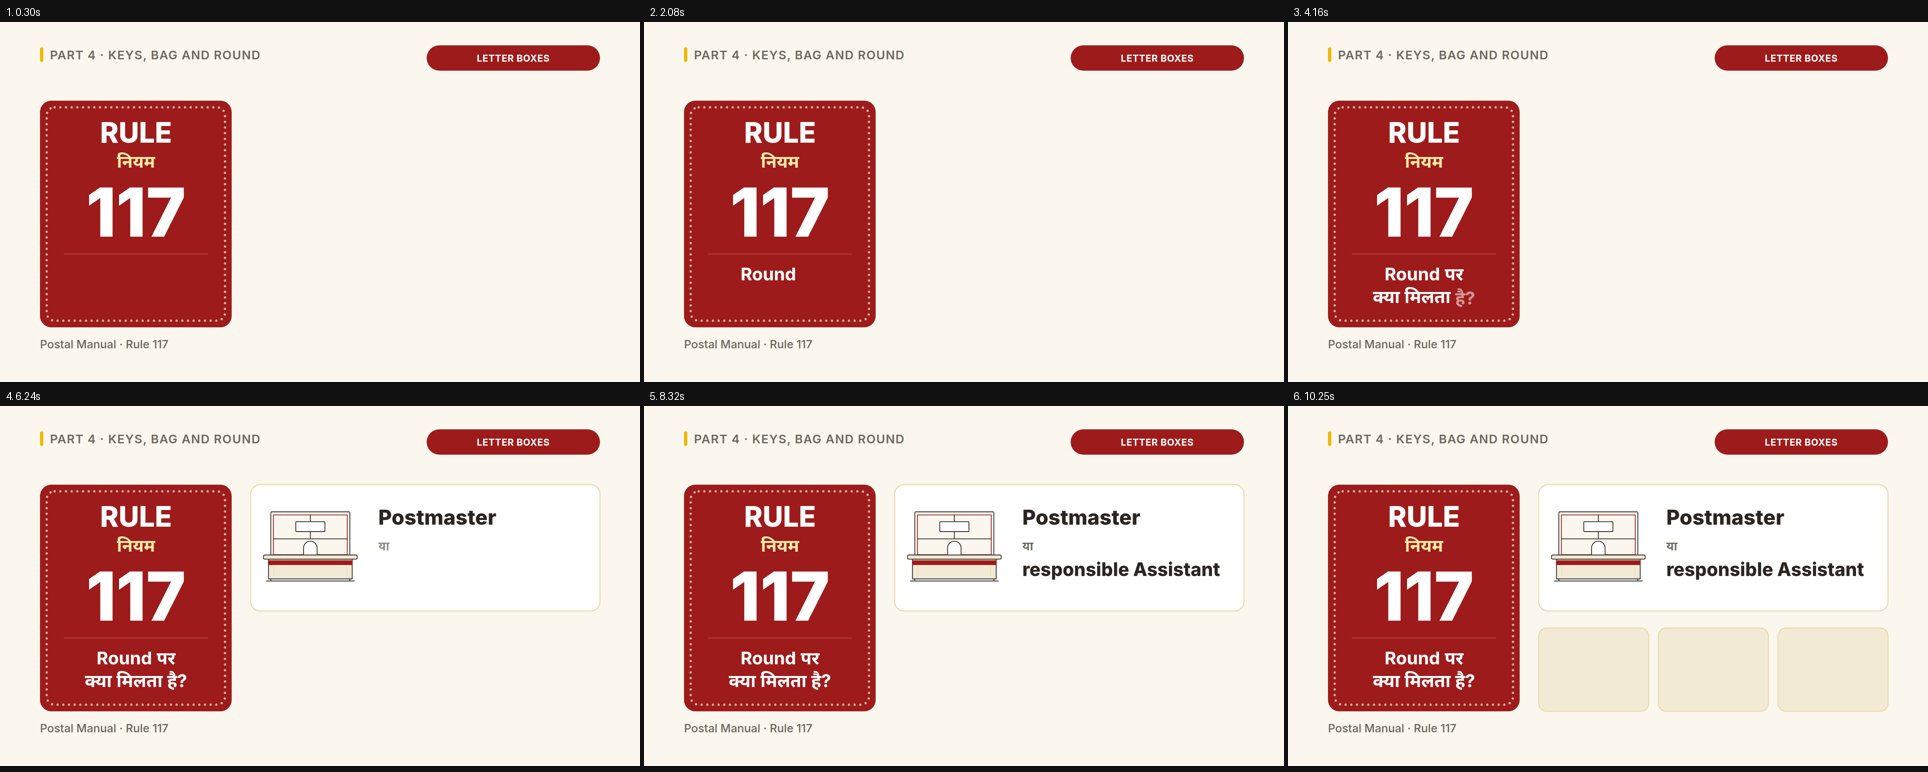 1. 0.30s
PART 4 · KEYS, BAG AND ROUND
LETTER BOXES
RULE
नियम
117
Postal Manual · Rule 117
2. 2.08s
PART 4 · KEYS, BAG AND ROUND
LETTER BOXES
RULE
नियम
117
Round
Postal Manual · Rule 117
3. 4.16s
PART 4 · KEYS, BAG AND ROUND
LETTER BOXES
RULE
नियम
117
Round पर
क्या मिलता है?
Postal Manual · Rule 117
4. 6.24s
PART 4 · KEYS, BAG AND ROUND
LETTER BOXES
RULE
नियम
117
Round पर
क्या मिलता है?
Postal Manual · Rule 117
Postmaster
या
5. 8.32s
PART 4 · KEYS, BAG AND ROUND
LETTER BOXES
RULE
नियम
117
Round पर
क्या मिलता है?
Postal Manual · Rule 117
Postmaster
या
responsible Assistant
6. 10.25s
PART 4 · KEYS, BAG AND ROUND
LETTER BOXES
RULE
नियम
117
Round पर
क्या मिलता है?
Postal Manual · Rule 117
Postmaster
या
responsible Assistant